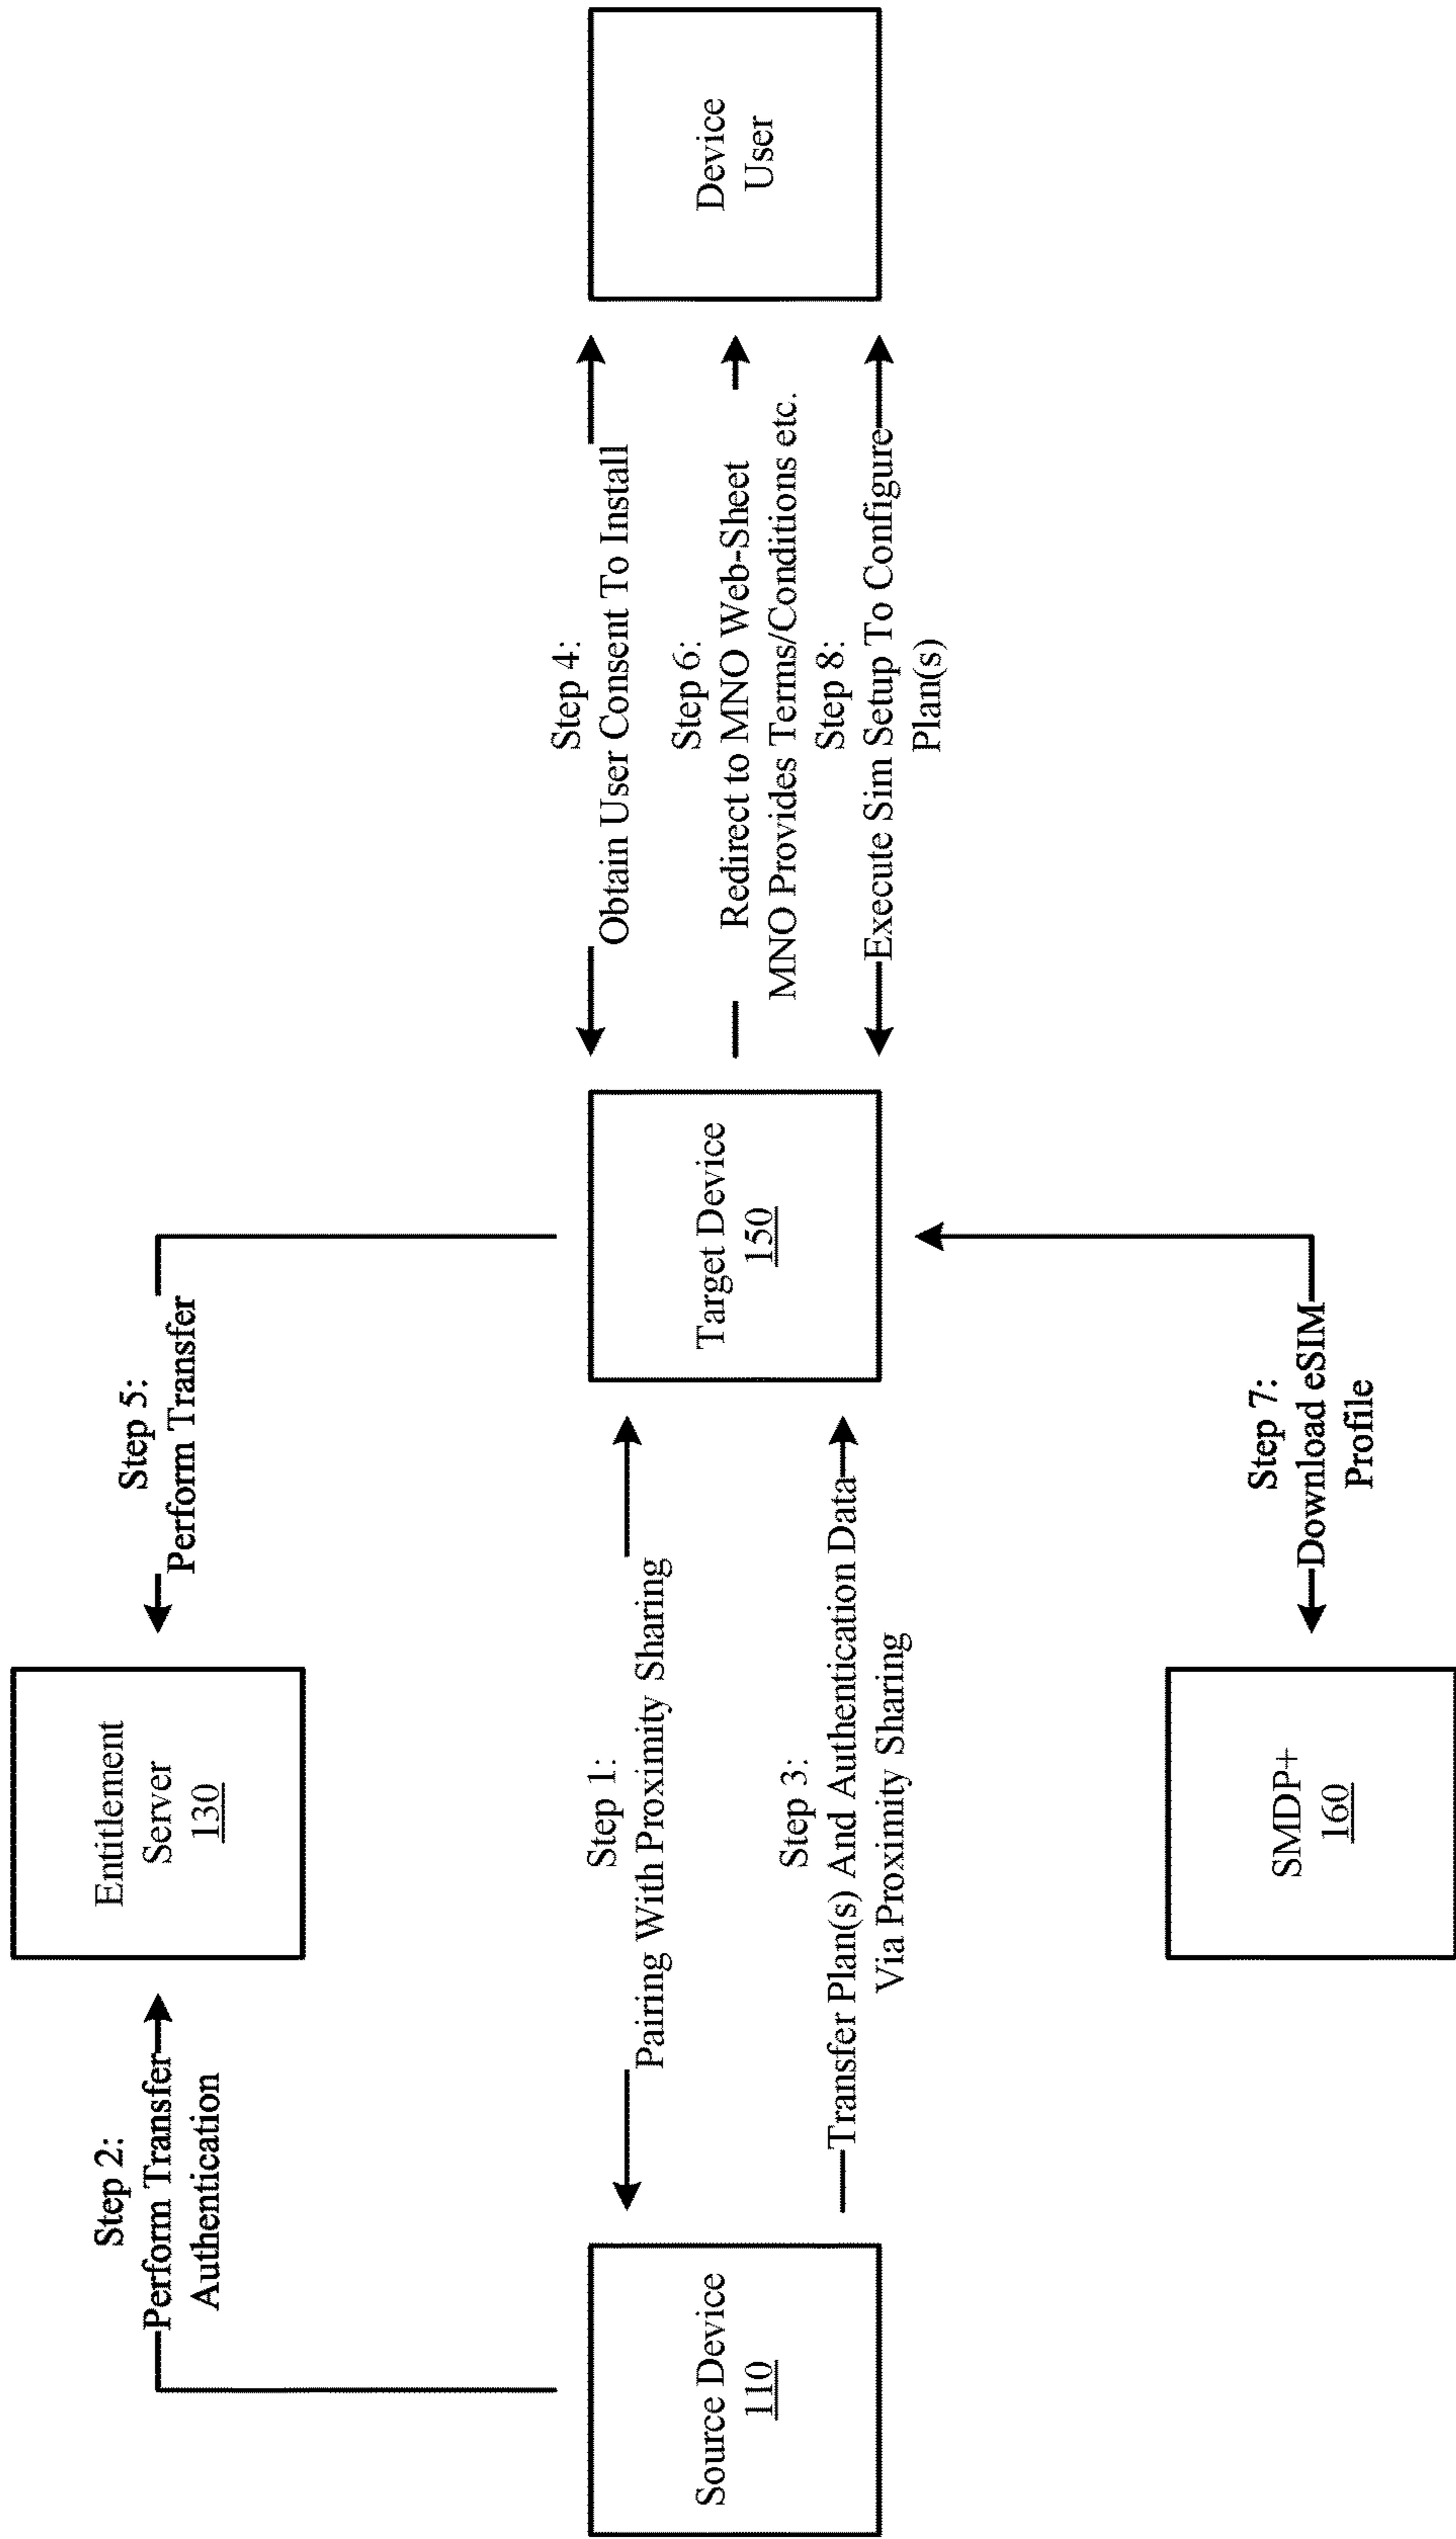 Step 2:
Perform Transfer
Authentication
Entitlement
Server
130
Step 5:
Perform Transfer
Source Device
110
Step 1:
Pairing With Proximity Sharing
Step 3:
Transfer Plan(s) And Authentication Data
Via Proximity Sharing
Target Device
150
Step 4:
Obtain User Consent To Install
Step 6:
Redirect to MNO Web-Sheet
MNO Provides Terms/Conditions etc.
Step 8:
Execute Sim Setup To Configure
Plan(s)
Device
User
SMDP+
160
Step 7:
Download eSIM
Profile